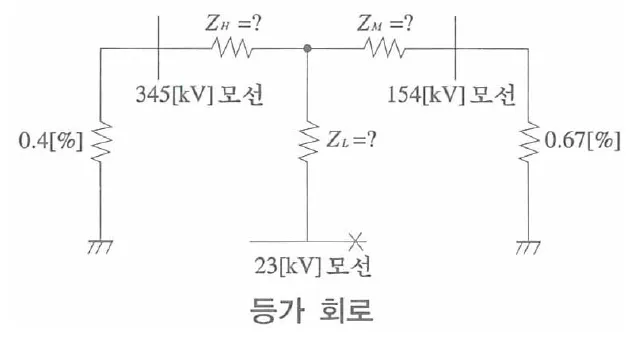 Z_H =?
Z_M =?
345[kV] 모선
154[kV] 모선
0.4[%]
Z_L=?
0.67[%]
23[kV] 모선
등가 회로